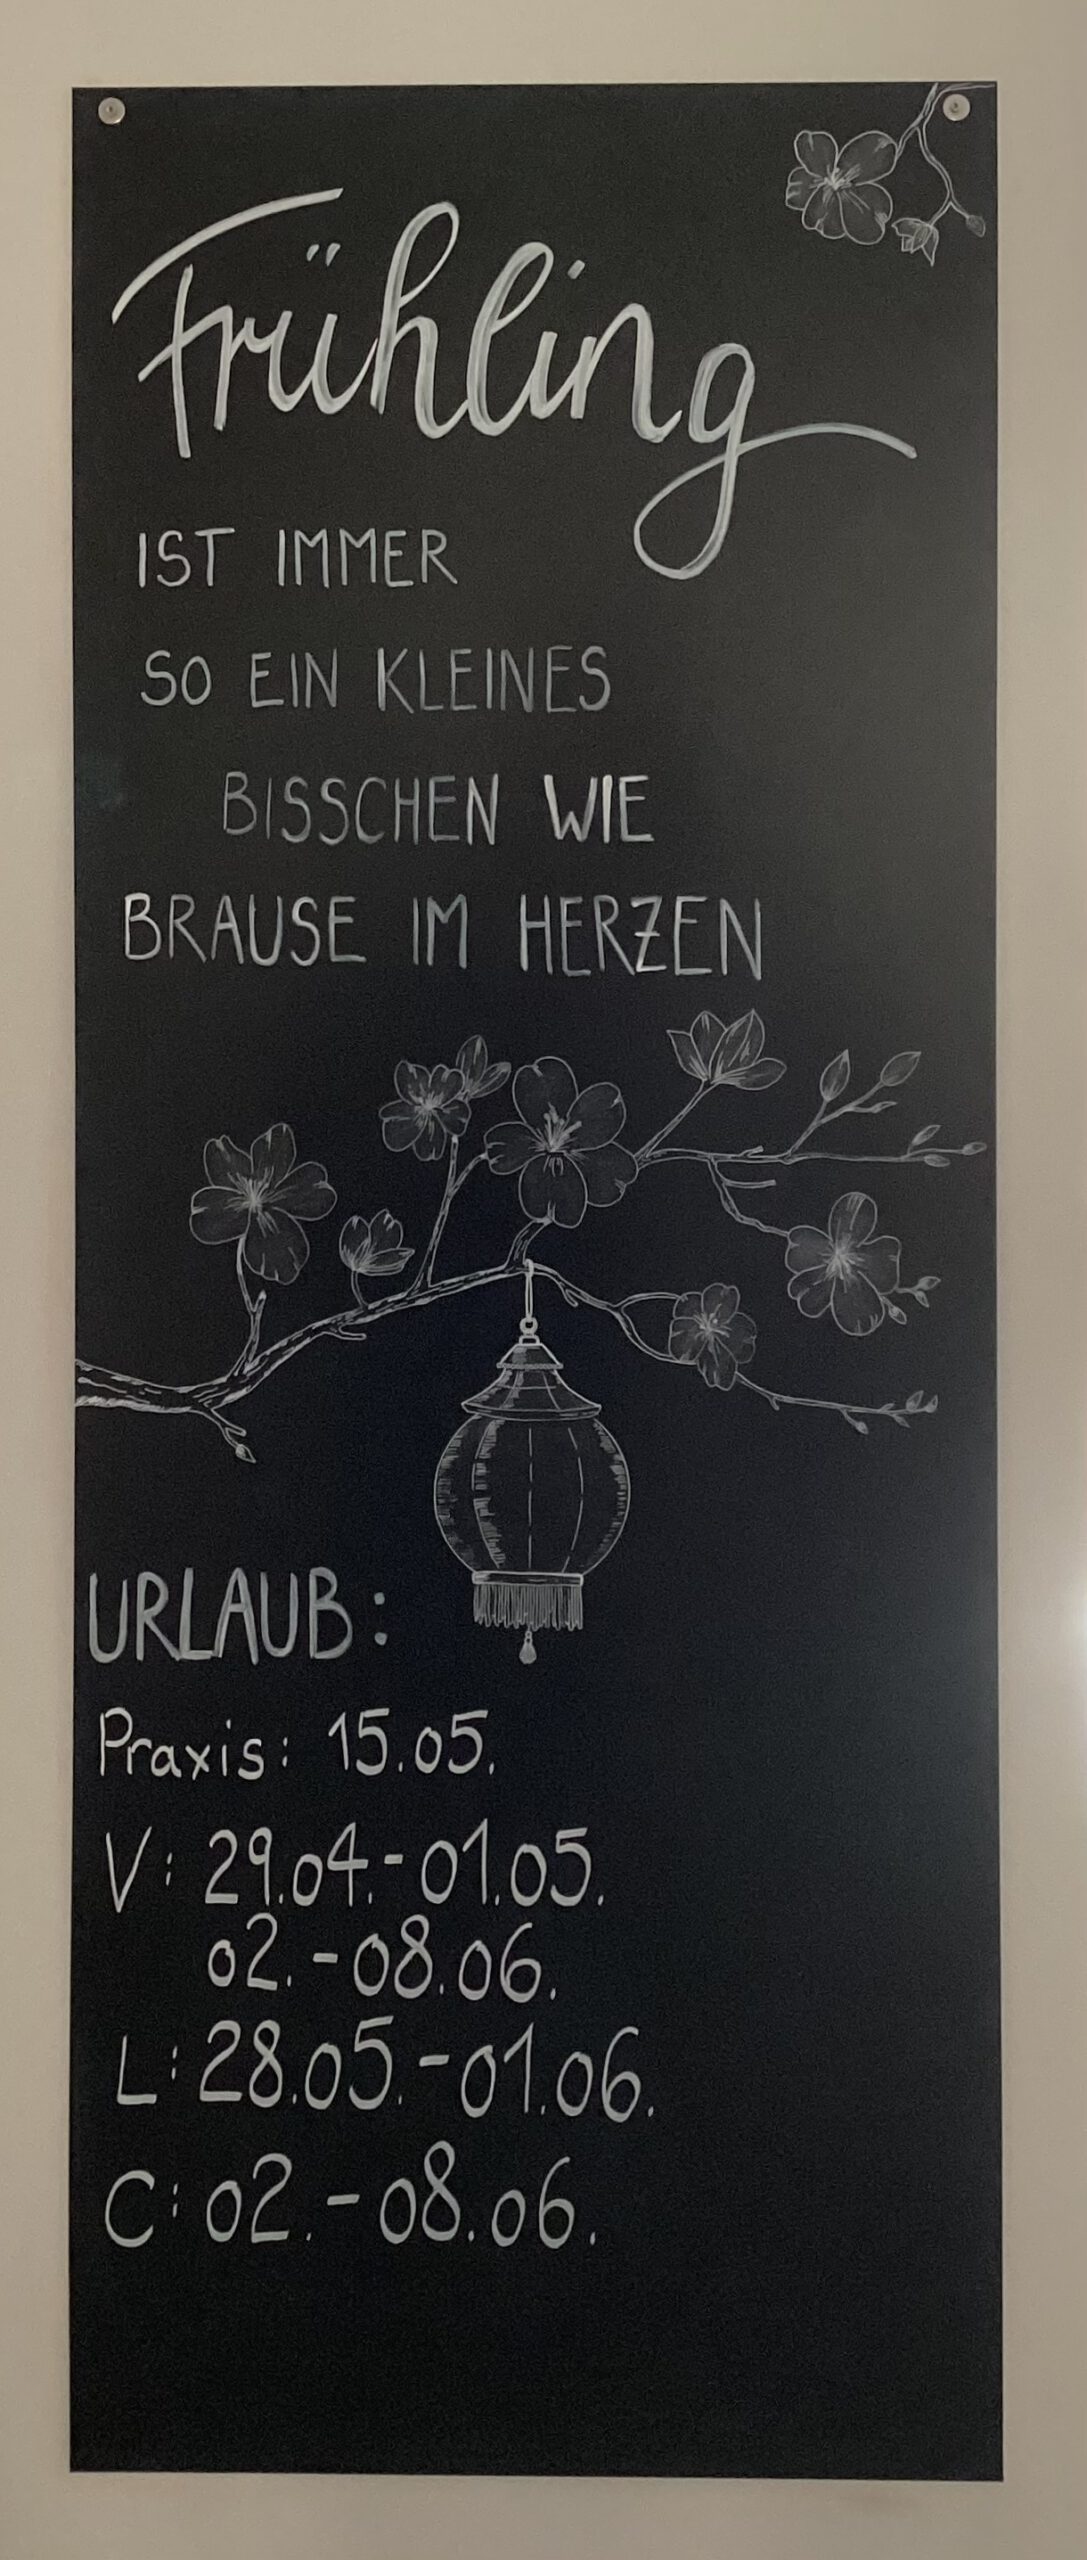 Frühling
IST IMMER
SO EIN KLEINES
BISSCHEN WIE
BRAUSE IM HERZEN
URLAUB:
Praxis: 15.05.
V: 29.04.-01.05.
02.-08.06.
L: 28.05.-01.06.
C: 02.-08.06.